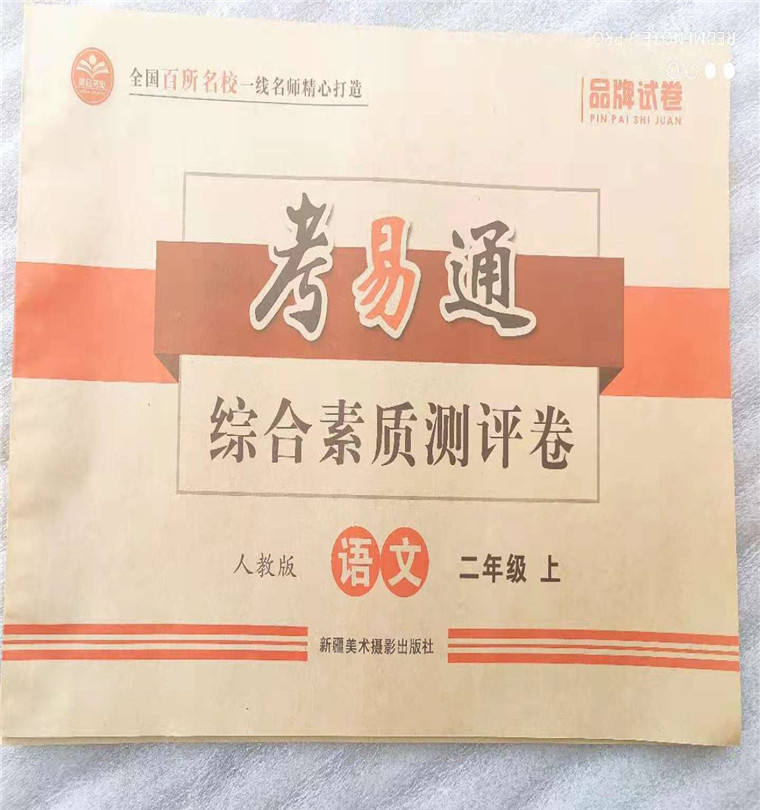 全国百所名校一线名师精心打造
品牌试卷
PIN PAI SHI JUAN
考易通
综合素质测评卷
人教版 语文 二年级 上
新疆美术摄影出版社